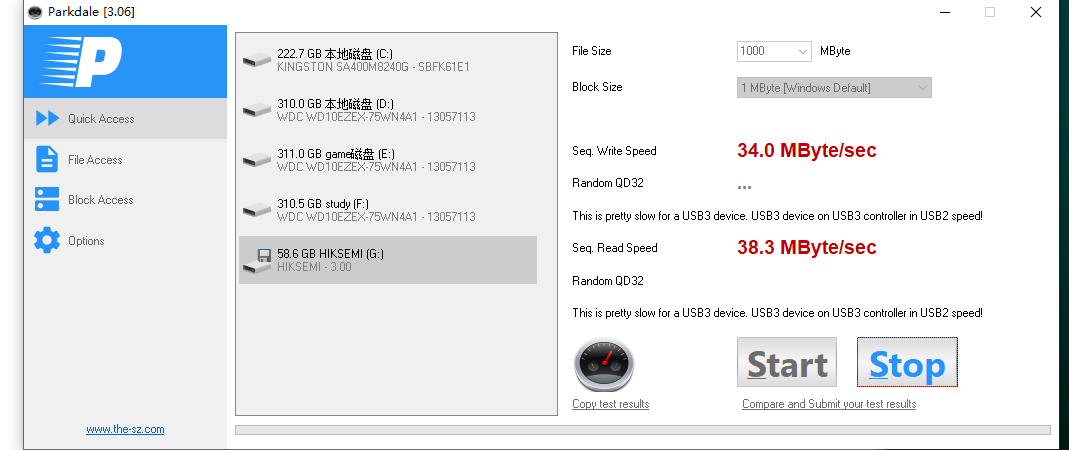 Parkdale [3.06]
P
Quick Access
File Access
Block Access
Options
www.the-sz.com
222.7 GB 本地磁盘 (C:)
KINGSTON SA400M8240G - SBFK61E1
310.0 GB 本地磁盘 (D:)
WDC WD10EZEX-75WN4A1 - 13057113
311.0 GB game磁盘 (E:)
WDC WD10EZEX-75WN4A1 - 13057113
310.5 GB study (F:)
WDC WD10EZEX-75WN4A1 - 13057113
58.6 GB HIKSEMI (G:)
HIKSEMI - 3.00
File Size 1000 MByte
Block Size 1 MByte [Windows Default]
Seq. Write Speed 34.0 MByte/sec
Random QD32 ...
This is pretty slow for a USB3 device. USB3 device on USB3 controller in USB2 speed!
Seq. Read Speed 38.3 MByte/sec
Random QD32
This is pretty slow for a USB3 device. USB3 device on USB3 controller in USB2 speed!
Start Stop
Copy test results Compare and Submit your test results